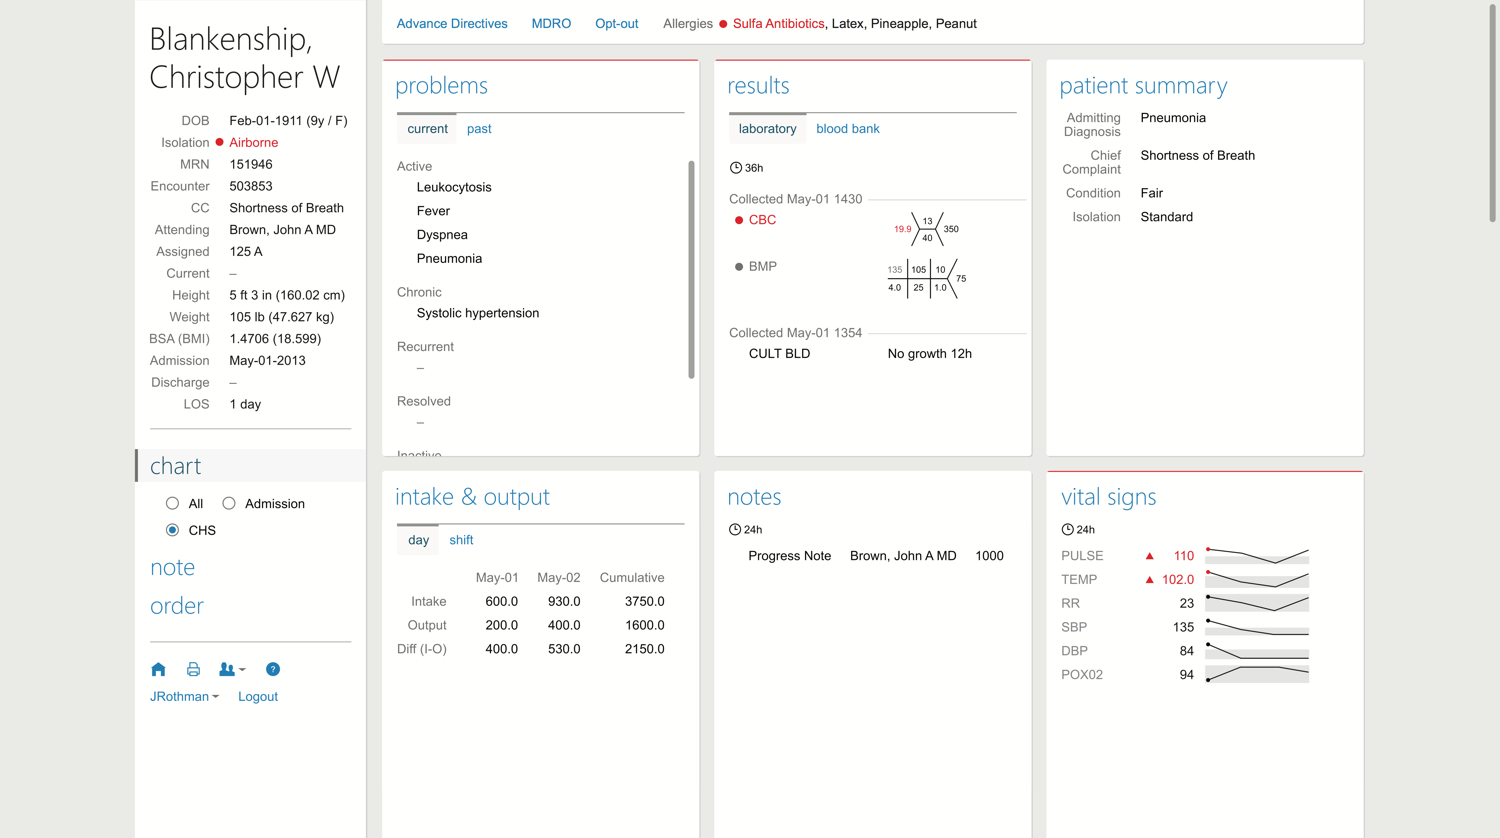 Blankenship,
Christopher W
DOB Feb-01-1911 (9y / F)
Isolation Airborne
MRN 151946
Encounter 503853
CC Shortness of Breath
Attending Brown, John A MD
Assigned 125 A
Current –
Height 5 ft 3 in (160.02 cm)
Weight 105 lb (47.627 kg)
BSA (BMI) 1.4706 (18.599)
Admission May-01-2013
Discharge –
LOS 1 day
chart
All Admission
CHS
note
order
?
JRothman Logout
Advance Directives MDRO Opt-out Allergies Sulfa Antibiotics, Latex, Pineapple, Peanut
problems
current past
Active
Leukocytosis
Fever
Dyspnea
Pneumonia
Chronic
Systolic hypertension
Recurrent
–
Resolved
–
Inactive
results
laboratory blood bank
36h
Collected May-01 1430
CBC
13
19.9 350
40
BMP
135 105 10
75
4.0 25 1.0
Collected May-01 1354
CULT BLD No growth 12h
patient summary
Admitting Pneumonia
Diagnosis
Chief Shortness of Breath
Complaint
Condition Fair
Isolation Standard
intake & output
day shift
May-01 May-02 Cumulative
Intake 600.0 930.0 3750.0
Output 200.0 400.0 1600.0
Diff (I-O) 400.0 530.0 2150.0
notes
24h
Progress Note Brown, John A MD 1000
vital signs
24h
PULSE 110
TEMP 102.0
RR 23
SBP 135
DBP 84
POX02 94